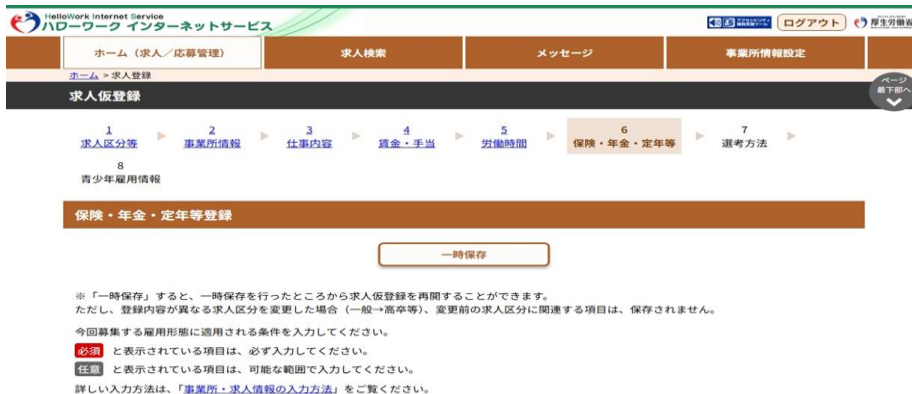 HelloWork Internet Service
ハローワーク インターネットサービス
ログアウト
厚生労働省
ホーム（求人／応募管理）
求人検索
メッセージ
事業所情報設定
ホーム > 求人登録
ページ
最下部へ
求人仮登録
1
求人区分等
2
事業所情報
3
仕事内容
4
賃金・手当
5
労働時間
6
保険・年金・定年等
7
選考方法
8
青少年雇用情報
保険・年金・定年等登録
一時保存
※「一時保存」すると、一時保存を行ったところから求人仮登録を再開することができます。
ただし、登録内容が異なる求人区分を変更した場合（一般→高卒等）、変更前の求人区分に関連する項目は、保存されません。
今回募集する雇用形態に適用される条件を入力してください。
必須 と表示されている項目は、必ず入力してください。
任意 と表示されている項目は、可能な範囲で入力してください。
詳しい入力方法は、「事業所・求人情報の入力方法」をご覧ください。